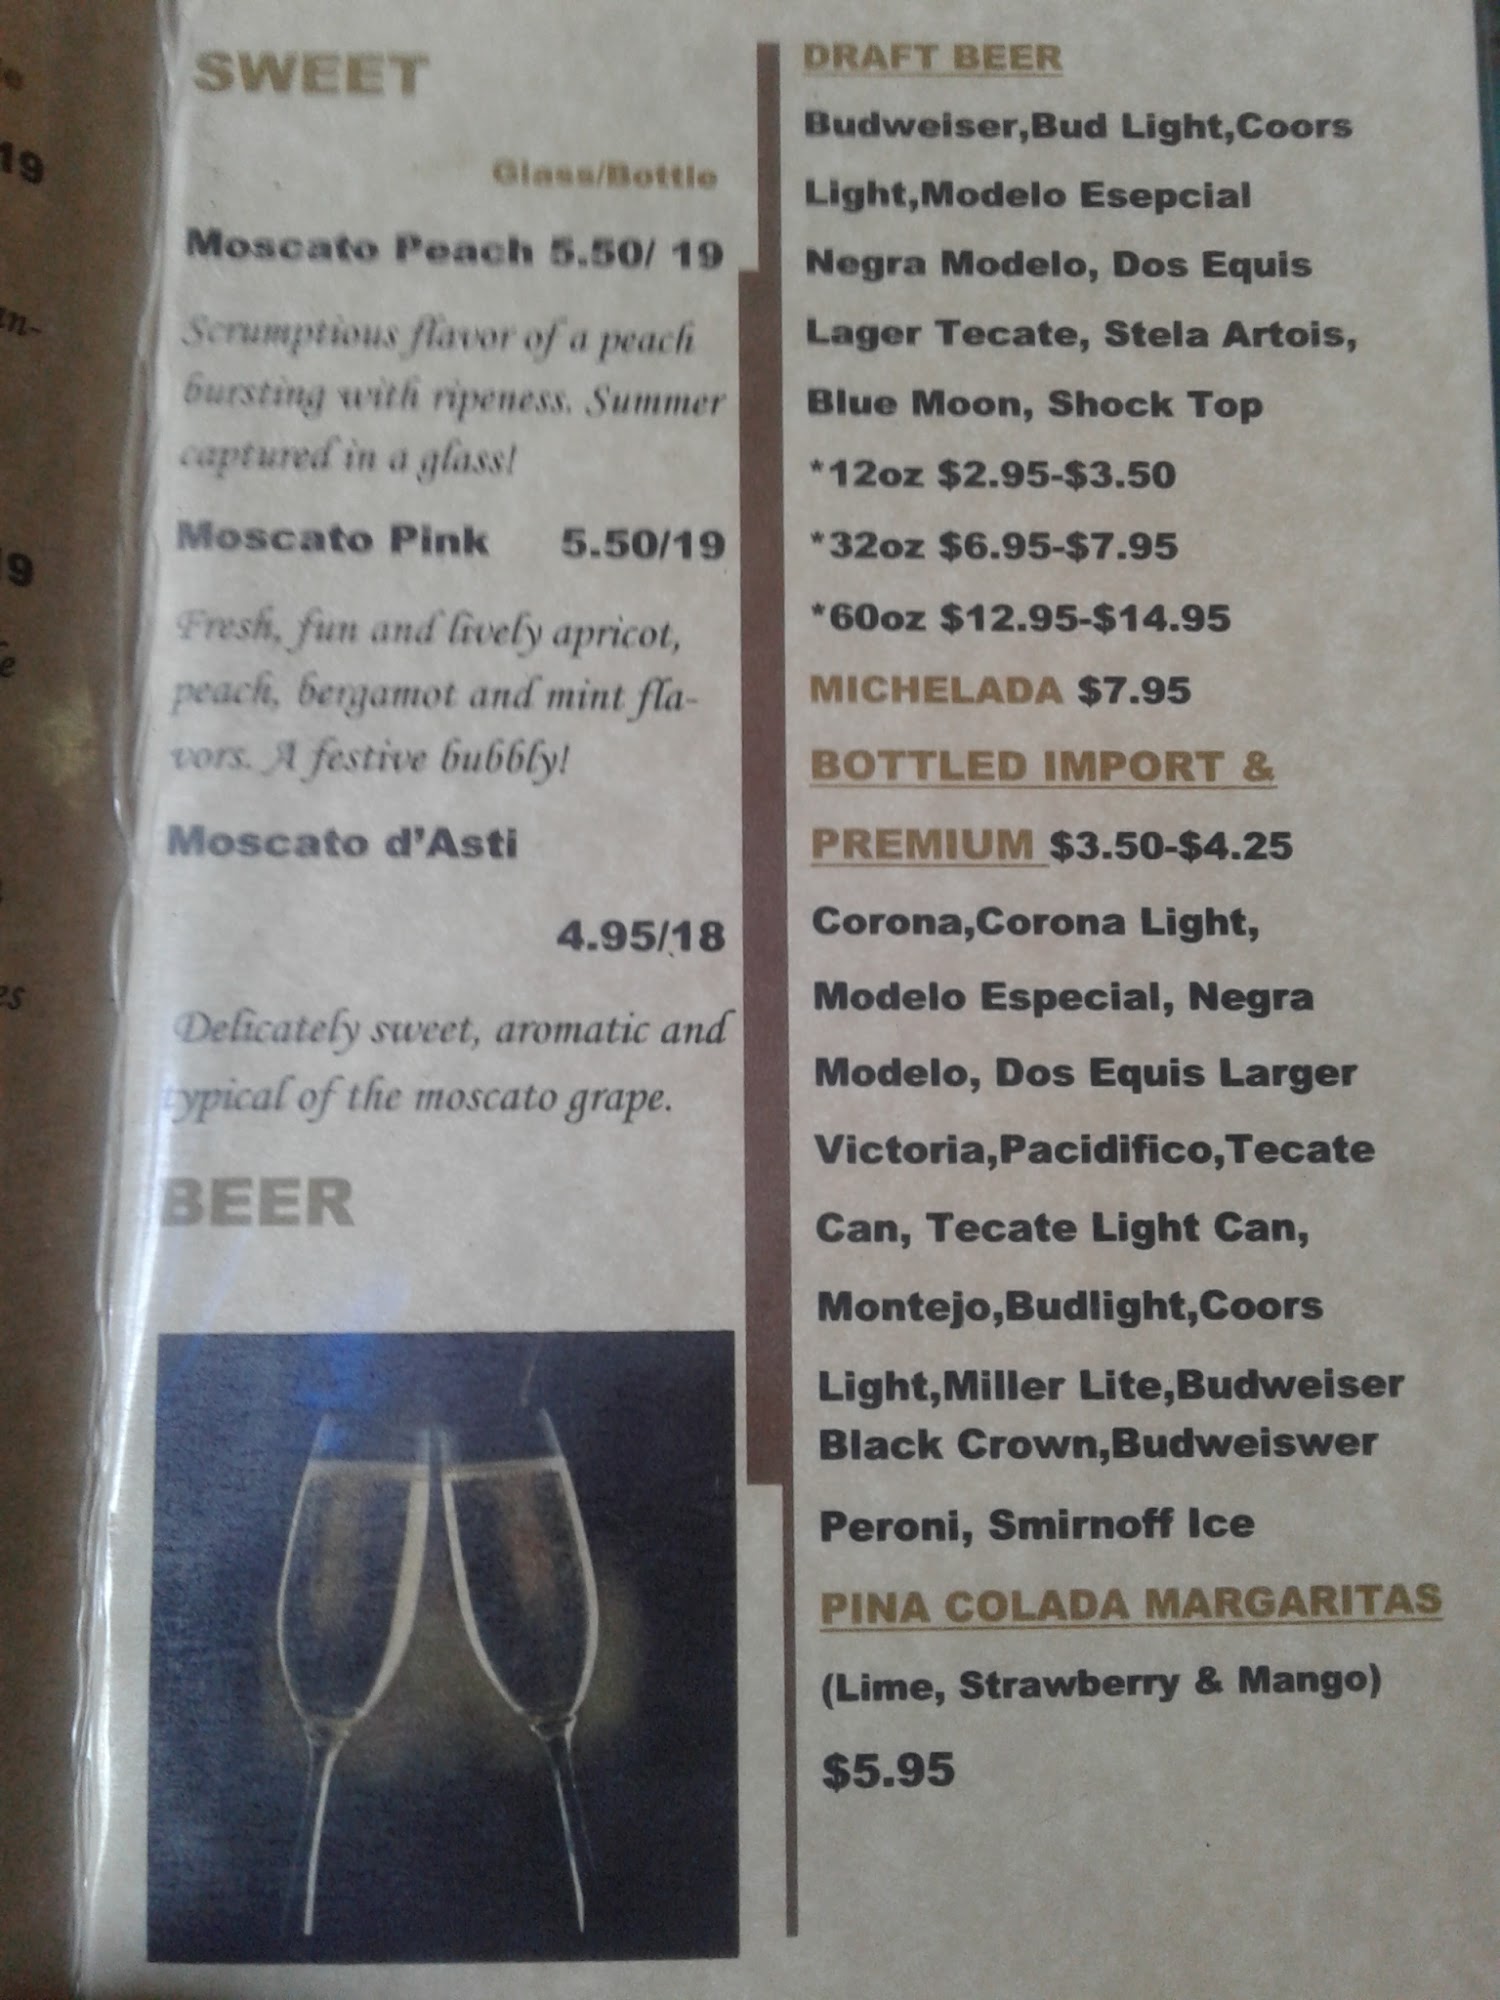 19
in-
19
e
es
SWEET
Glass/Bottle
Moscato Peach 5.50/ 19
Scrumptious flavor of a peach
bursting with ripeness. Summer
captured in a glass!
Moscato Pink 5.50/19
Fresh, fun and lively apricot,
peach, bergamot and mint fla-
vors. A festive bubbly!
Moscato d'Asti
4.95/18
Delicately sweet, aromatic and
typical of the moscato grape.
BEER
DRAFT BEER
Budweiser,Bud Light,Coors
Light,Modelo Esepcial
Negra Modelo, Dos Equis
Lager Tecate, Stela Artois,
Blue Moon, Shock Top
*12oz $2.95-$3.50
*32oz $6.95-$7.95
*60oz $12.95-$14.95
MICHELADA $7.95
BOTTLED IMPORT &
PREMIUM $3.50-$4.25
Corona,Corona Light,
Modelo Especial, Negra
Modelo, Dos Equis Larger
Victoria,Pacidifico,Tecate
Can, Tecate Light Can,
Montejo,Budlight,Coors
Light,Miller Lite,Budweiser
Black Crown,Budweiswer
Peroni, Smirnoff Ice
PINA COLADA MARGARITAS
(Lime, Strawberry & Mango)
$5.95